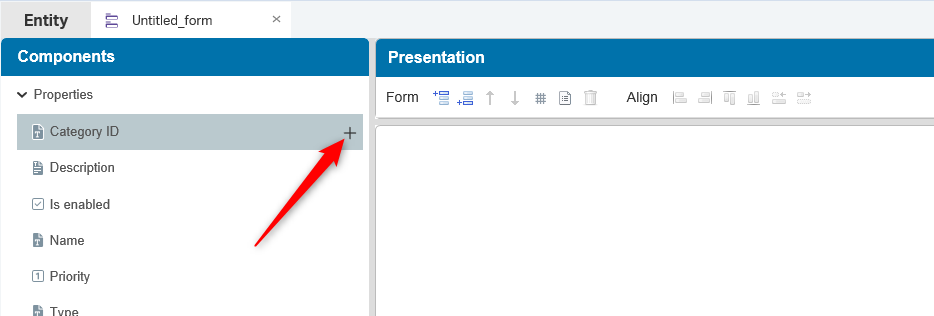 Entity
Untitled_form
Components
Presentation
Properties
Form
Align
Category ID
Description
Is enabled
Name
Priority
Type